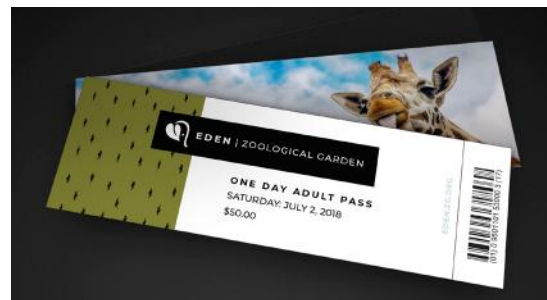 EDEN | ZOOLOGICAL GARDEN
ONE DAY ADULT PASS
SATURDAY: JULY 2, 2018
$50.00